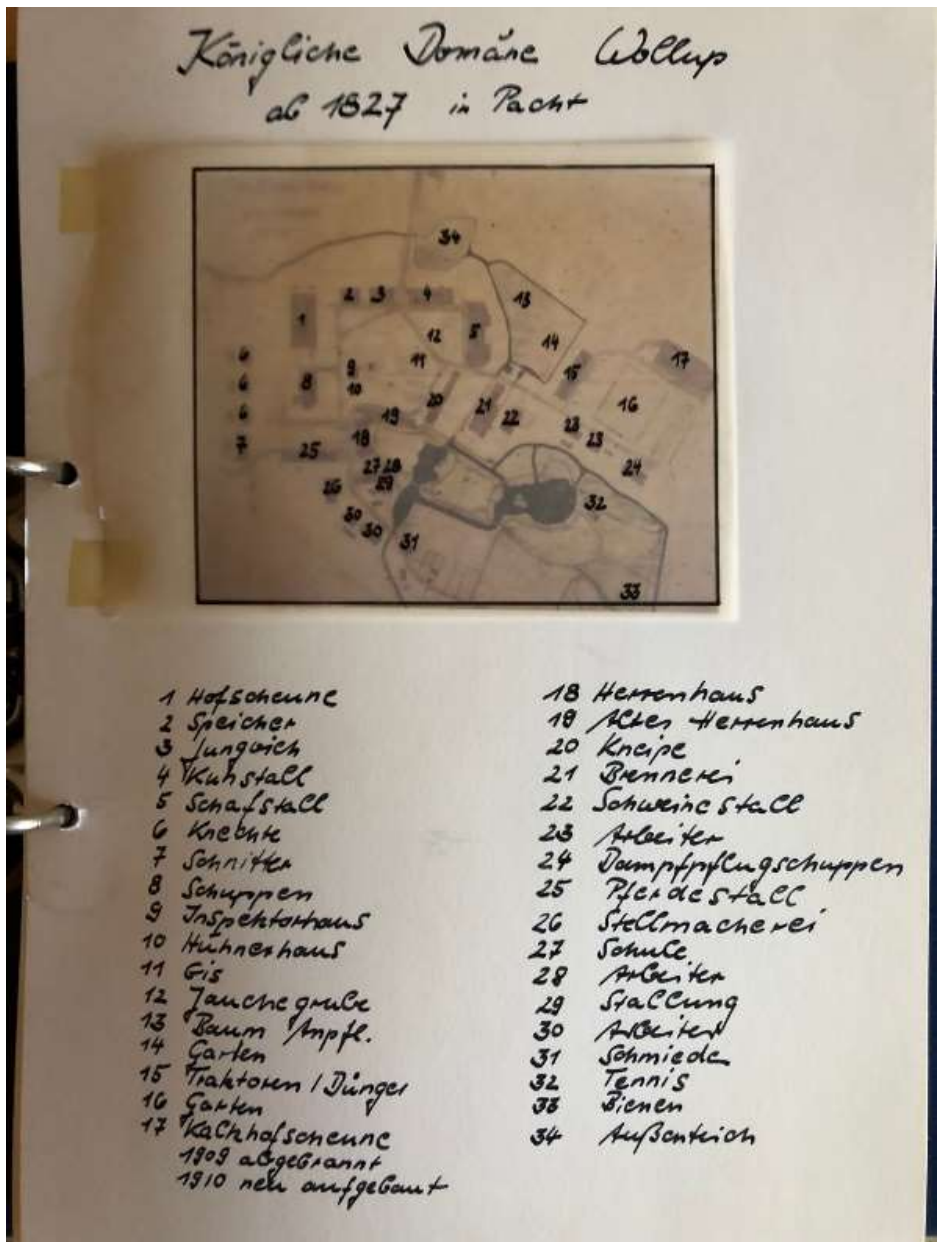 Königliche Domäne Wollup
ab 1827 in Pacht
34
2 3 4 13
1 5
12 14
6 9 11 15 17
6 8 10 20 21 22 16
6 19 23
7 25 18 23
27 28 24
26 29 32
30 30 31
33
1 Hofscheune
2 Speicher
3 Jungvieh
4 Kuhstall
5 Schafstall
6 Knechte
7 Schnitter
8 Schuppen
9 Inspektorhaus
10 Hühnerhaus
11 Gis
12 Jauchegrube
13 Baum Anpfl.
14 Garten
15 Traktoren / Dünger
16 Garten
17 Kalkhofscheune
1909 abgebrannt
1910 neu aufgebaut
18 Herrenhaus
19 Altes Herrenhaus
20 Kneipe
21 Brennerei
22 Schweinestall
23 Arbeiter
24 Dampfpflugschuppen
25 Pferdestall
26 Stellmacherei
27 Schule
28 Arbeiter
29 Stallung
30 Arbeiter
31 Schmiede
32 Tennis
33 Bienen
34 Außenteich